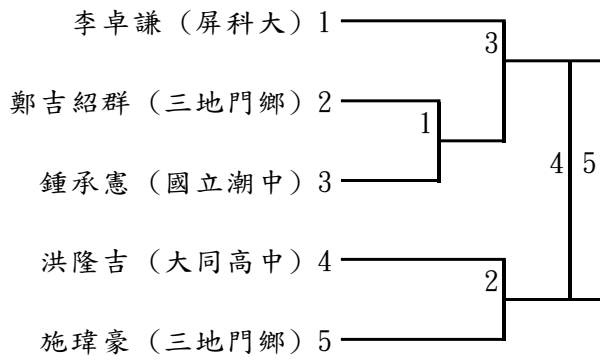 李卓謙（屏科大）1
3
鄭吉紹群（三地門鄉）2
1
鍾承憲（國立潮中）3
4 5
洪隆吉（大同高中）4
2
施瑋豪（三地門鄉）5